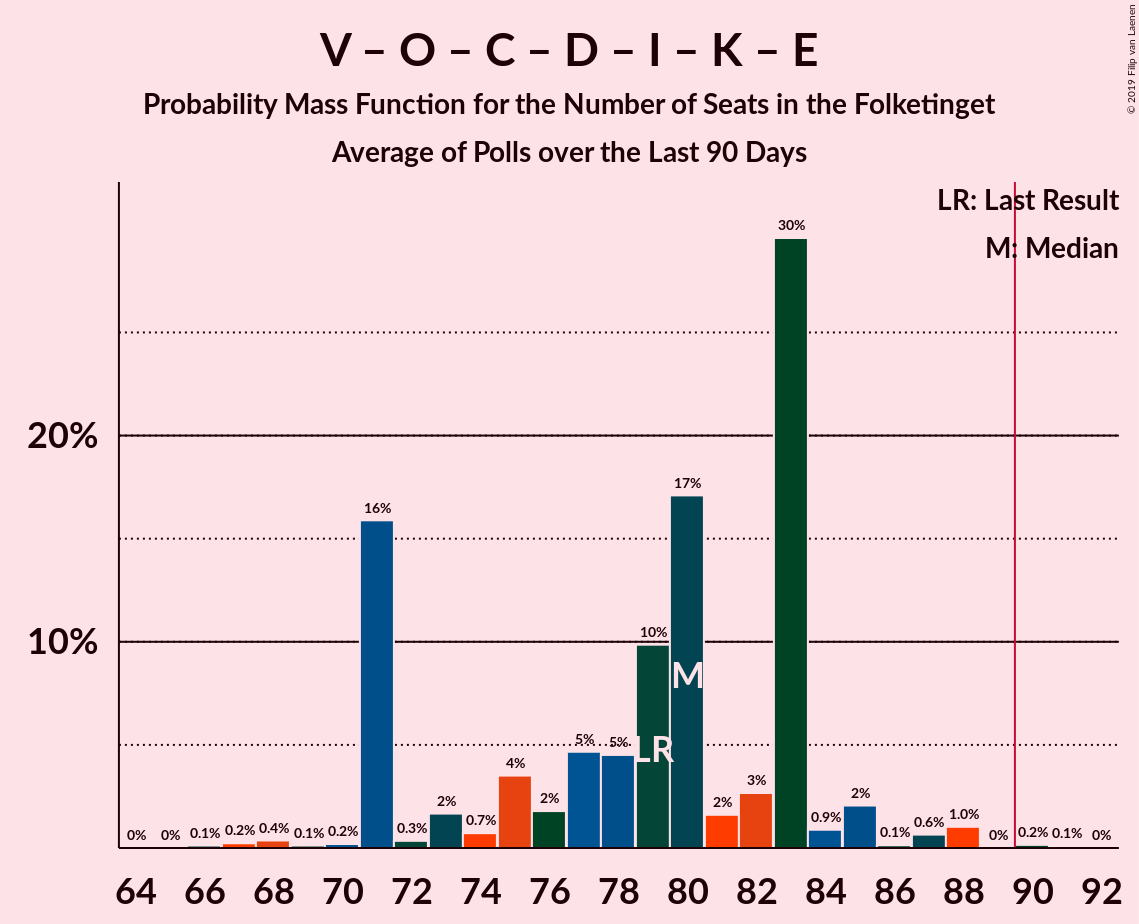 V – O – C – D – I – K – E
Probability Mass Function for the Number of Seats in the Folketinget
Average of Polls over the Last 90 Days
© 2019 Filip van Laenen
LR: Last Result
M: Median
30%
20%
17%
16%
10%
10%
M
LR
5% 5%
4%
3%
2% 2% 2% 2%
0% 0% 0.1% 0.2% 0.4% 0.1% 0.2% 0.3% 0.7% 0.9% 0.1% 0.6% 1.0% 0% 0.2% 0.1% 0%
64 66 68 70 72 74 76 78 80 82 84 86 88 90 92